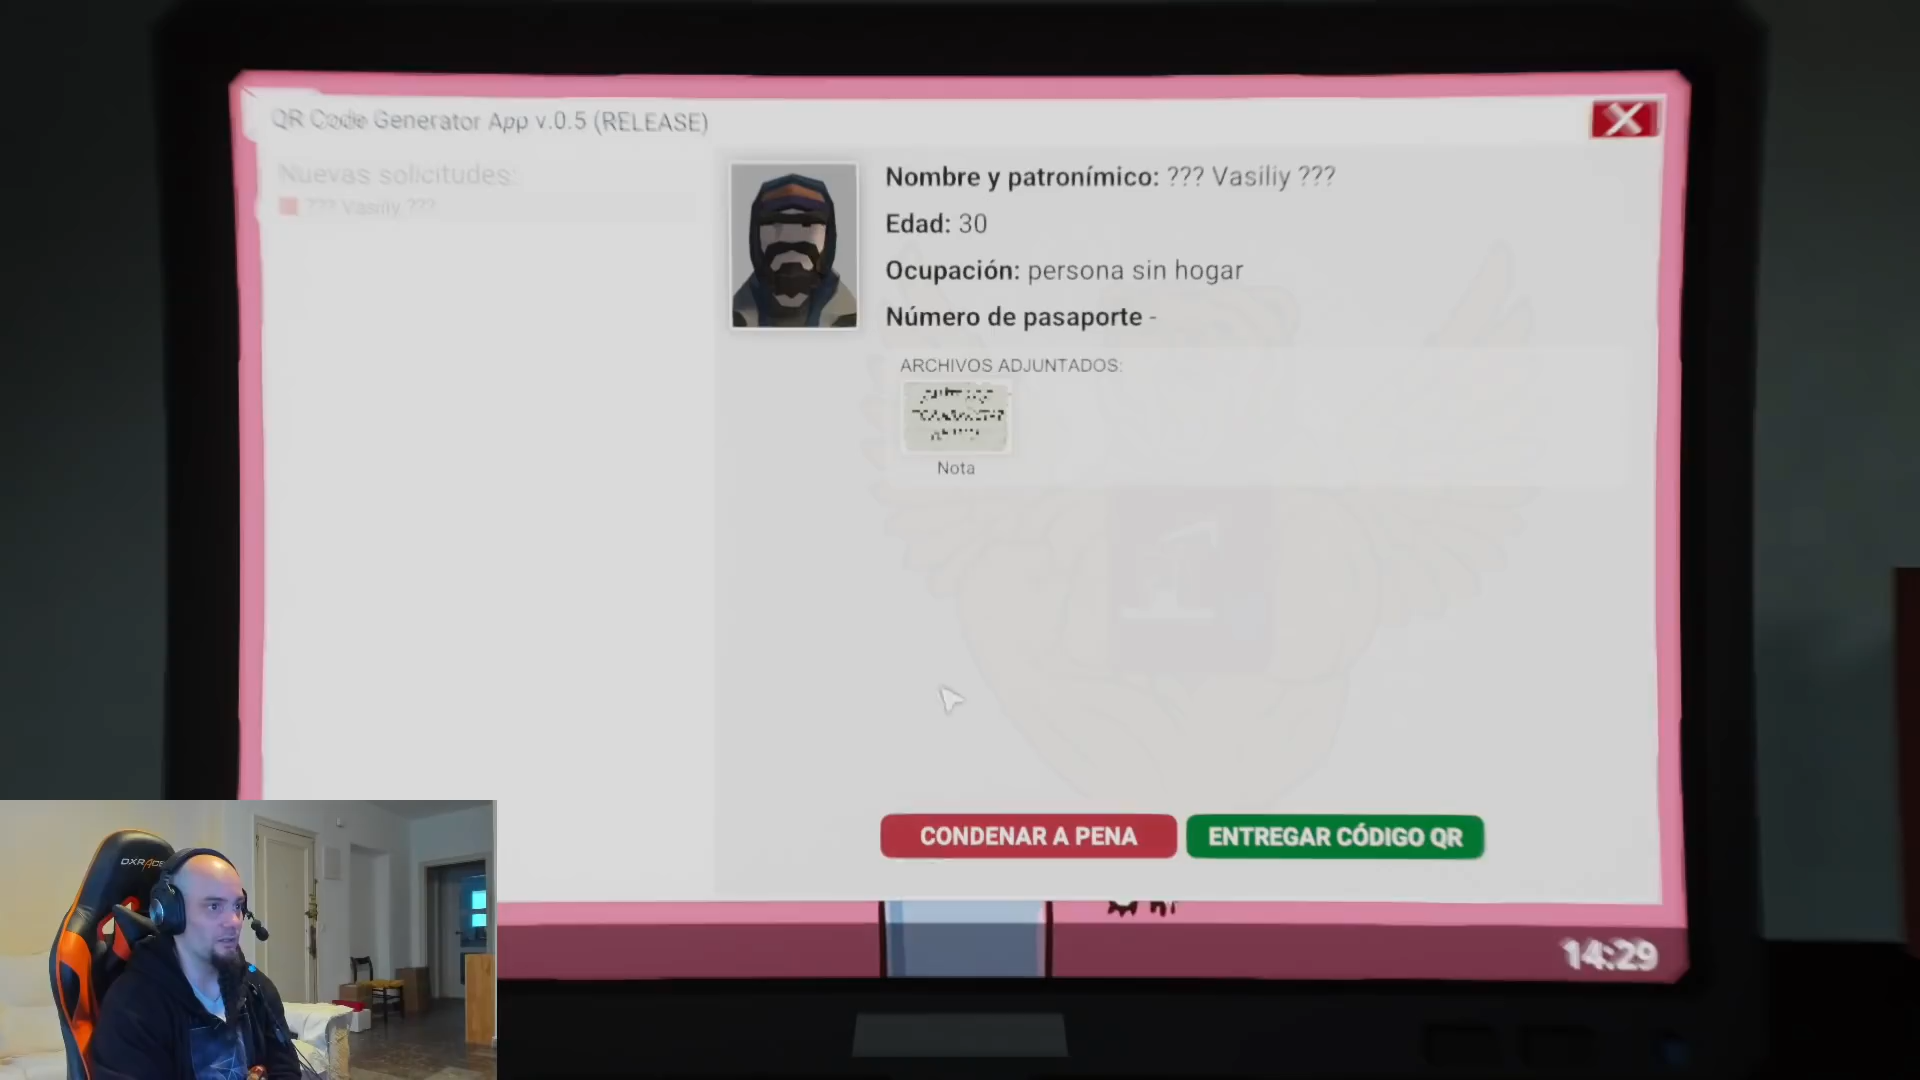 QR Code Generator App v.0.5 (RELEASE)
Nuevas solicitudes:
??? Vasiliy ???
Nombre y patronímico: ??? Vasiliy ???
Edad: 30
Ocupación: persona sin hogar
Número de pasaporte -
ARCHIVOS ADJUNTADOS:
Nota
CONDENAR A PENA
ENTREGAR CÓDIGO QR
14:29